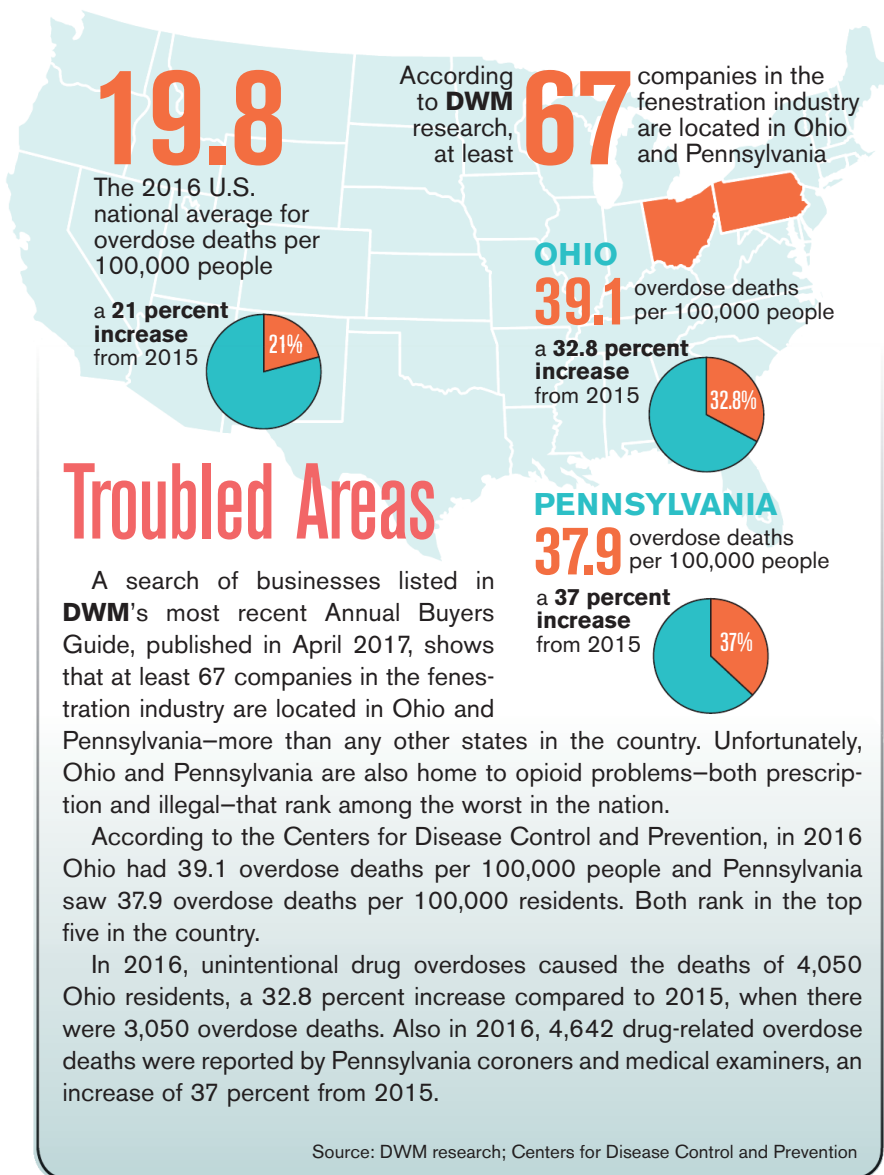 19.8
The 2016 U.S.
national average for
overdose deaths per
100,000 people
a 21 percent
increase
from 2015
21%
According
to DWM
research,
at least
67
companies in the
fenestration industry
are located in Ohio
and Pennsylvania
OHIO
39.1
overdose deaths
per 100,000 people
a 32.8 percent
increase
from 2015
32.8%
PENNSYLVANIA
37.9
overdose deaths
per 100,000 people
a 37 percent
increase
from 2015
37%
Troubled Areas
A search of businesses listed in
DWM's most recent Annual Buyers
Guide, published in April 2017, shows
that at least 67 companies in the fenes-
tration industry are located in Ohio and
Pennsylvania—more than any other states in the country. Unfortunately,
Ohio and Pennsylvania are also home to opioid problems—both prescrip-
tion and illegal—that rank among the worst in the nation.
According to the Centers for Disease Control and Prevention, in 2016
Ohio had 39.1 overdose deaths per 100,000 people and Pennsylvania
saw 37.9 overdose deaths per 100,000 residents. Both rank in the top
five in the country.
In 2016, unintentional drug overdoses caused the deaths of 4,050
Ohio residents, a 32.8 percent increase compared to 2015, when there
were 3,050 overdose deaths. Also in 2016, 4,642 drug-related overdose
deaths were reported by Pennsylvania coroners and medical examiners, an
increase of 37 percent from 2015.
Source: DWM research; Centers for Disease Control and Prevention